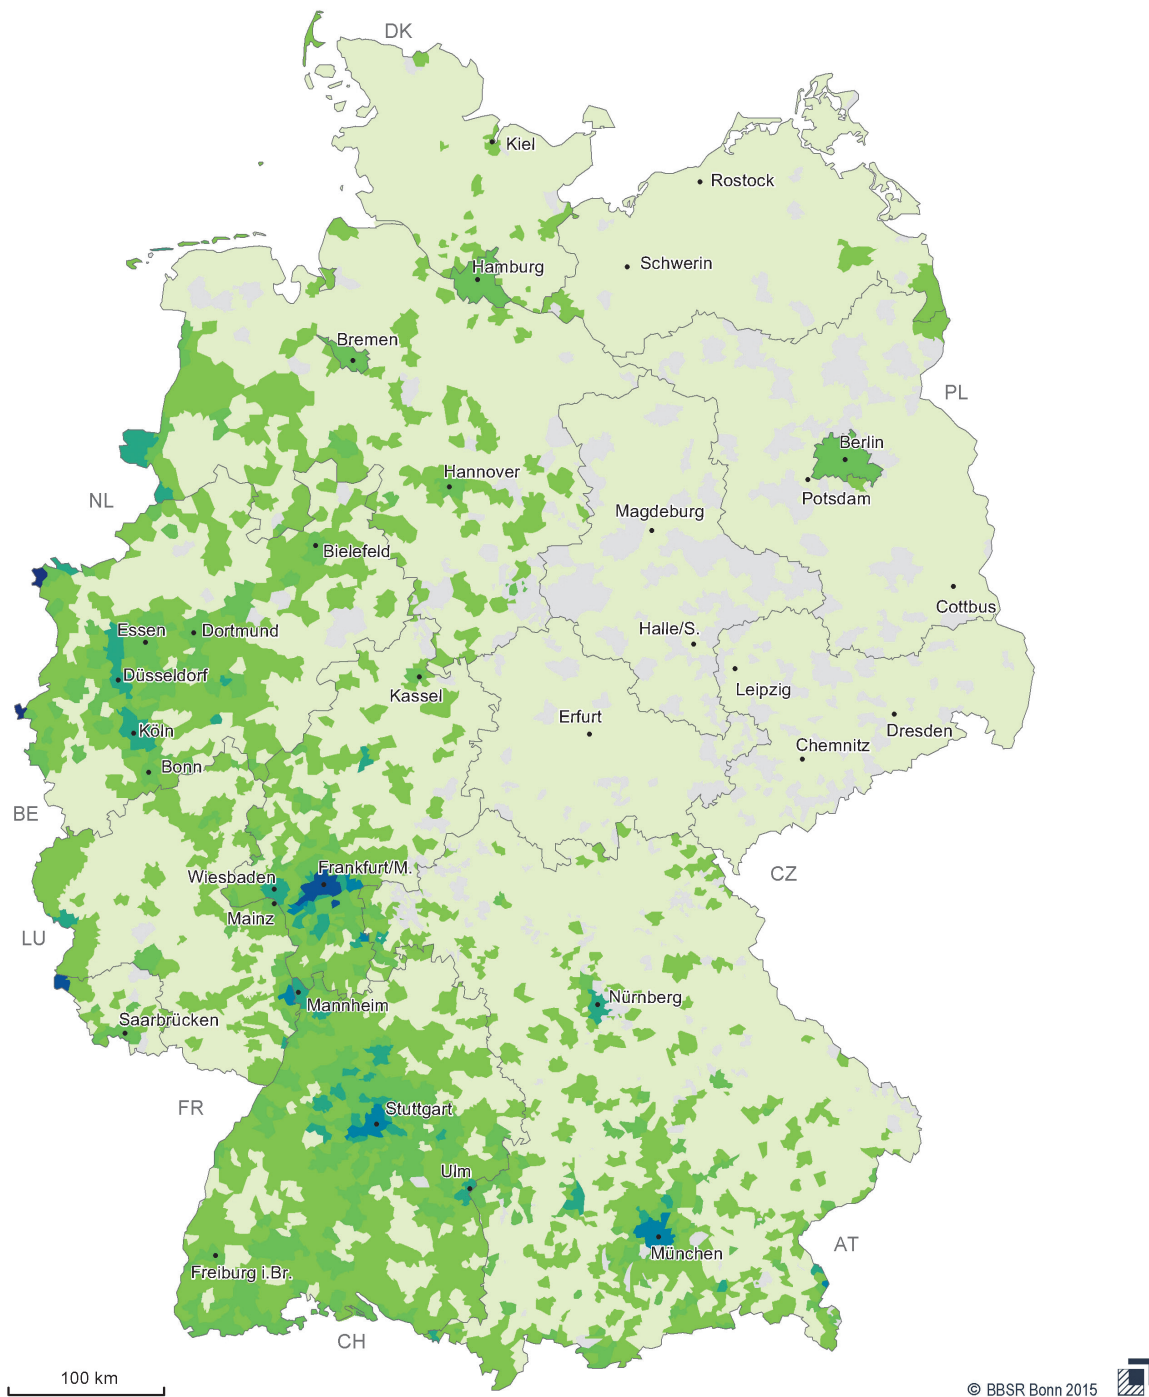 DK
Kiel
Rostock
Hamburg
Schwerin
Bremen
PL
Berlin
Hannover
NL
Potsdam
Magdeburg
Bielefeld
Cottbus
Essen
Dortmund
Halle/S.
Düsseldorf
Leipzig
Kassel
Erfurt
Köln
Dresden
Chemnitz
Bonn
BE
Frankfurt/M.
Wiesbaden
CZ
Mainz
LU
Nürnberg
Mannheim
Saarbrücken
FR
Stuttgart
Ulm
AT
München
Freiburg i.Br.
CH
100 km
© BBSR Bonn 2015